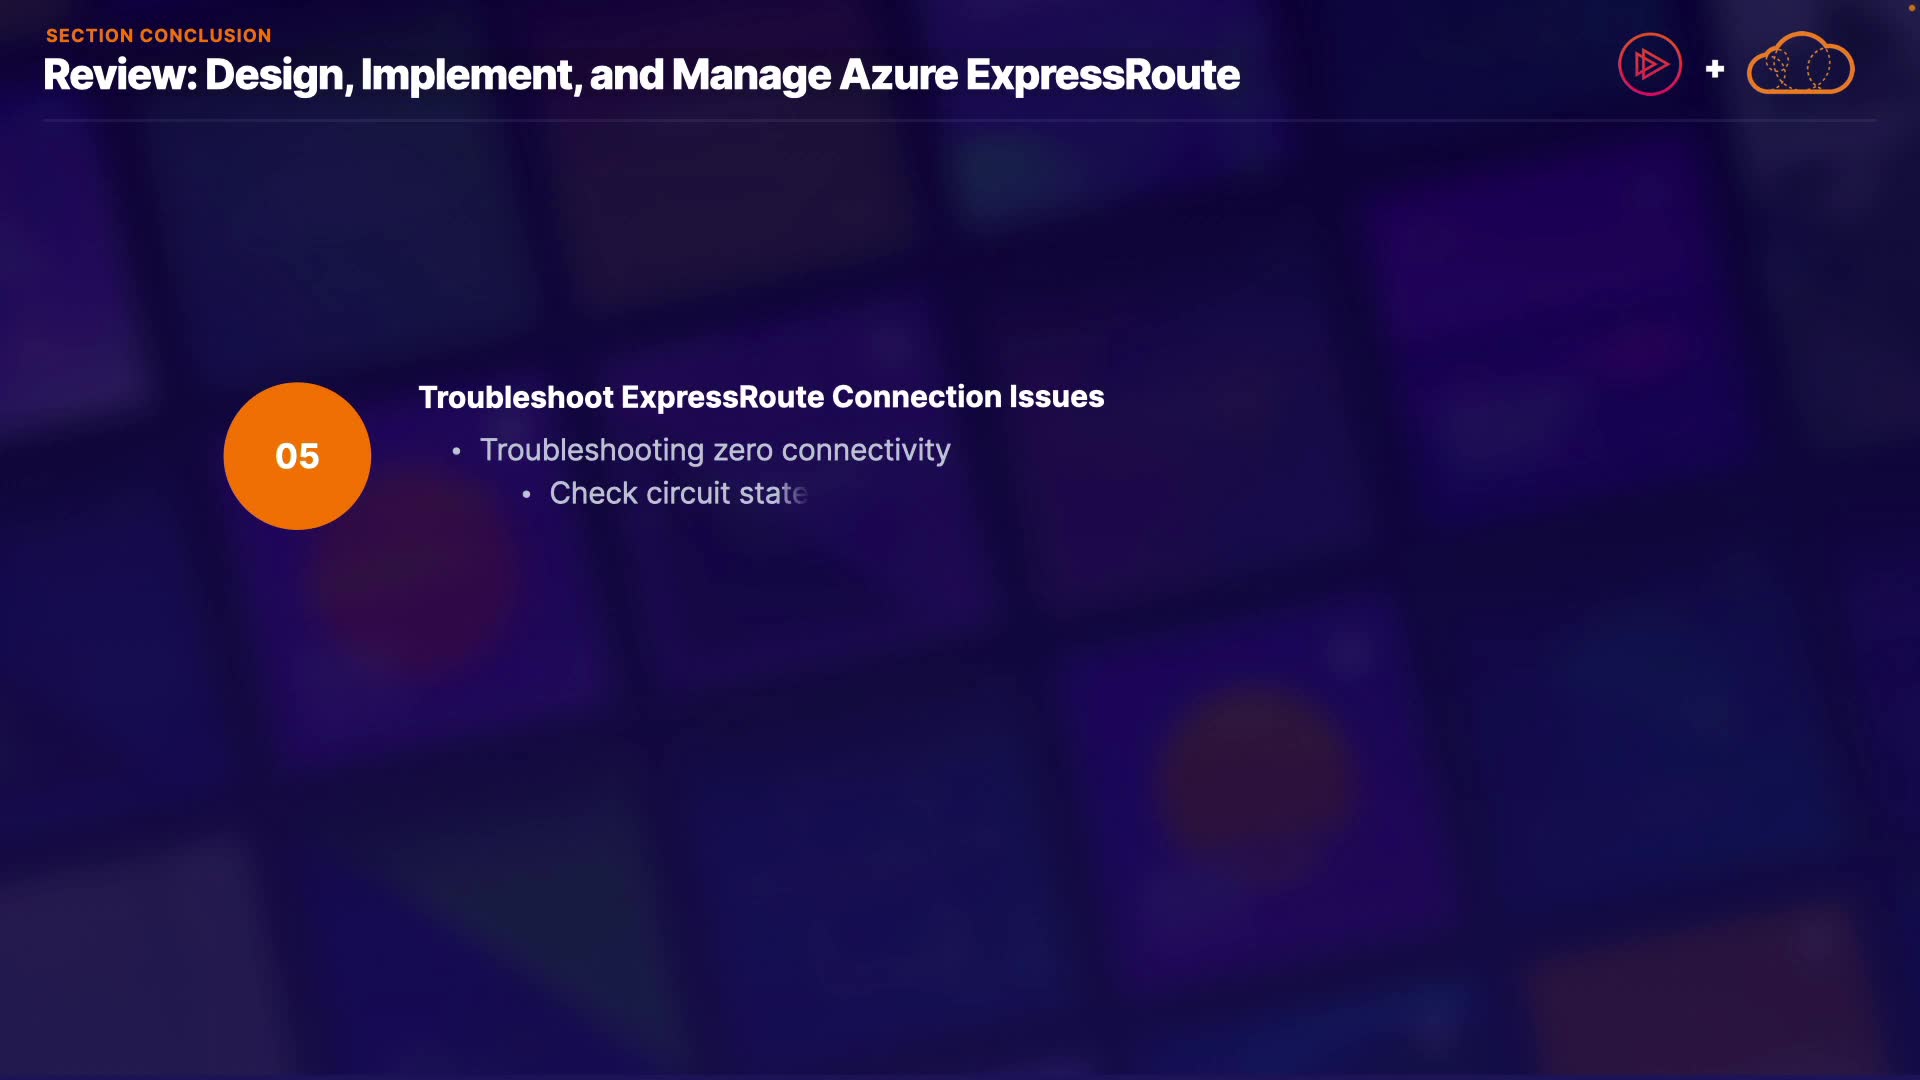 SECTION CONCLUSION
Review: Design, Implement, and Manage Azure ExpressRoute
+
05
Troubleshoot ExpressRoute Connection Issues
• Troubleshooting zero connectivity
• Check circuit state